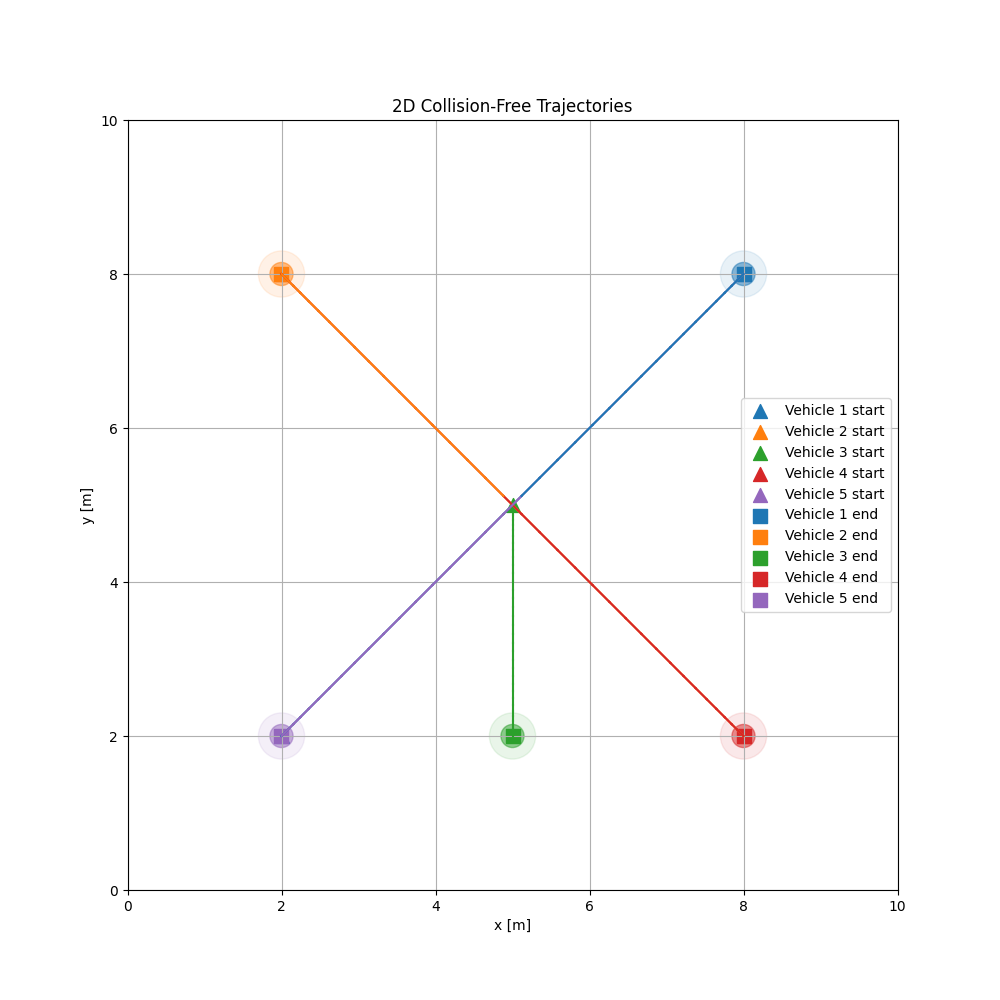 2D Collision-Free Trajectories
10
8
6
4
2
0
y [m]
Vehicle 1 start
Vehicle 2 start
Vehicle 3 start
Vehicle 4 start
Vehicle 5 start
Vehicle 1 end
Vehicle 2 end
Vehicle 3 end
Vehicle 4 end
Vehicle 5 end
0 2 4 6 8 10
x [m]